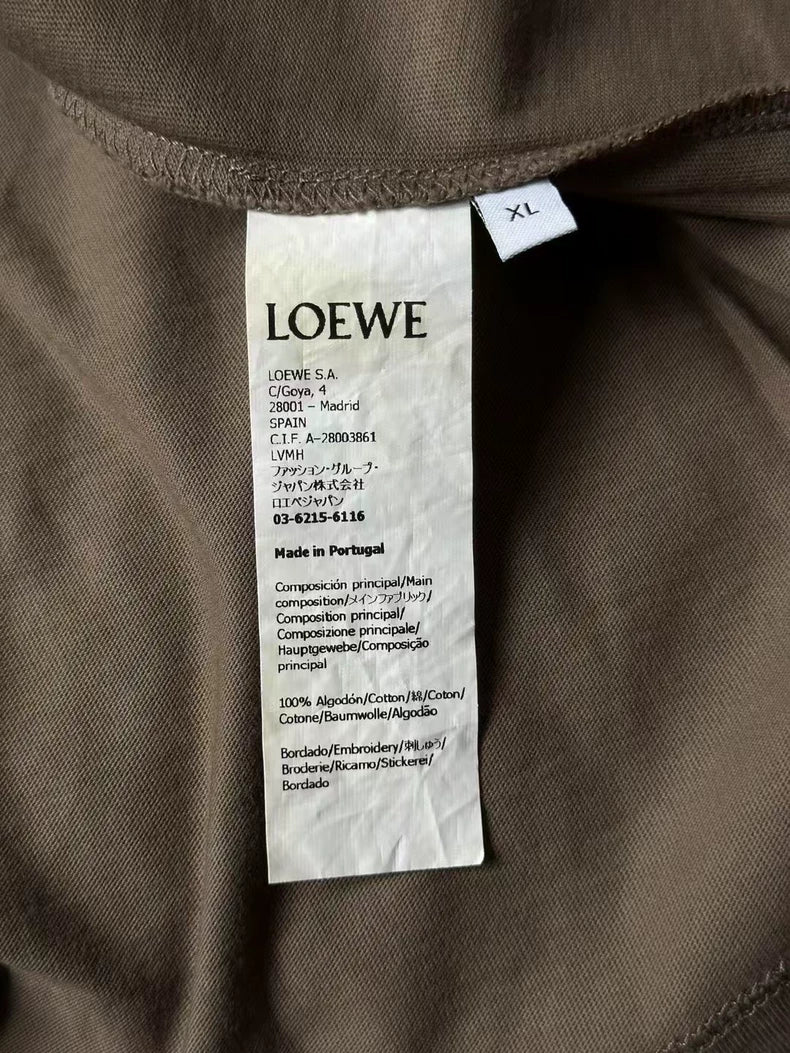 XL
LOEWE
LOEWE S.A.
C/Goya, 4
28001 – Madrid
SPAIN
C.I.F. A-28003861
LVMH
ファッション・グループ・
ジャパン株式会社
ロエベジャパン
03-6215-6116
Made in Portugal
Composición principal/Main
composition/メインファブリック/
Composition principal/
Composizione principale/
Hauptgewebe/Composição
principal
100% Algodón/Cotton/綿/Coton/
Cotone/Baumwolle/Algodão
Bordado/Embroidery/刺しゅう/
Broderie/Ricamo/Stickerei/
Bordado